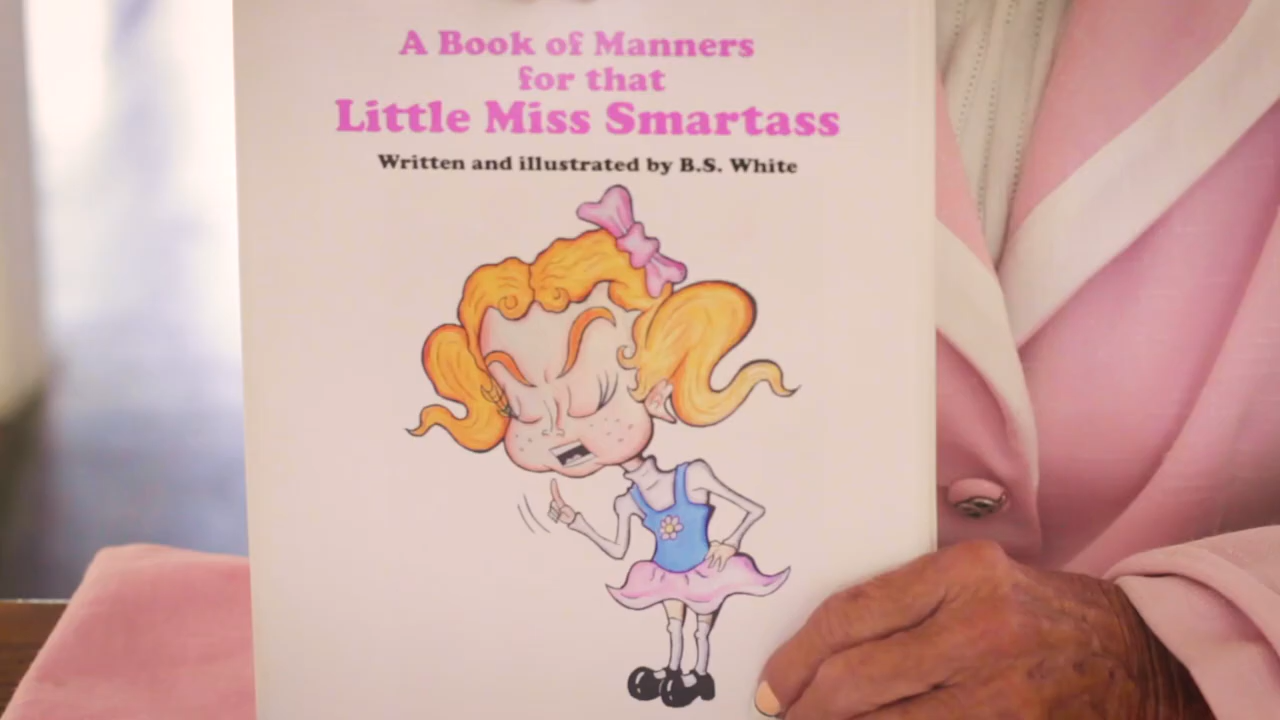 A Book of Manners
for that
Little Miss Smartass
Written and illustrated by B.S. White